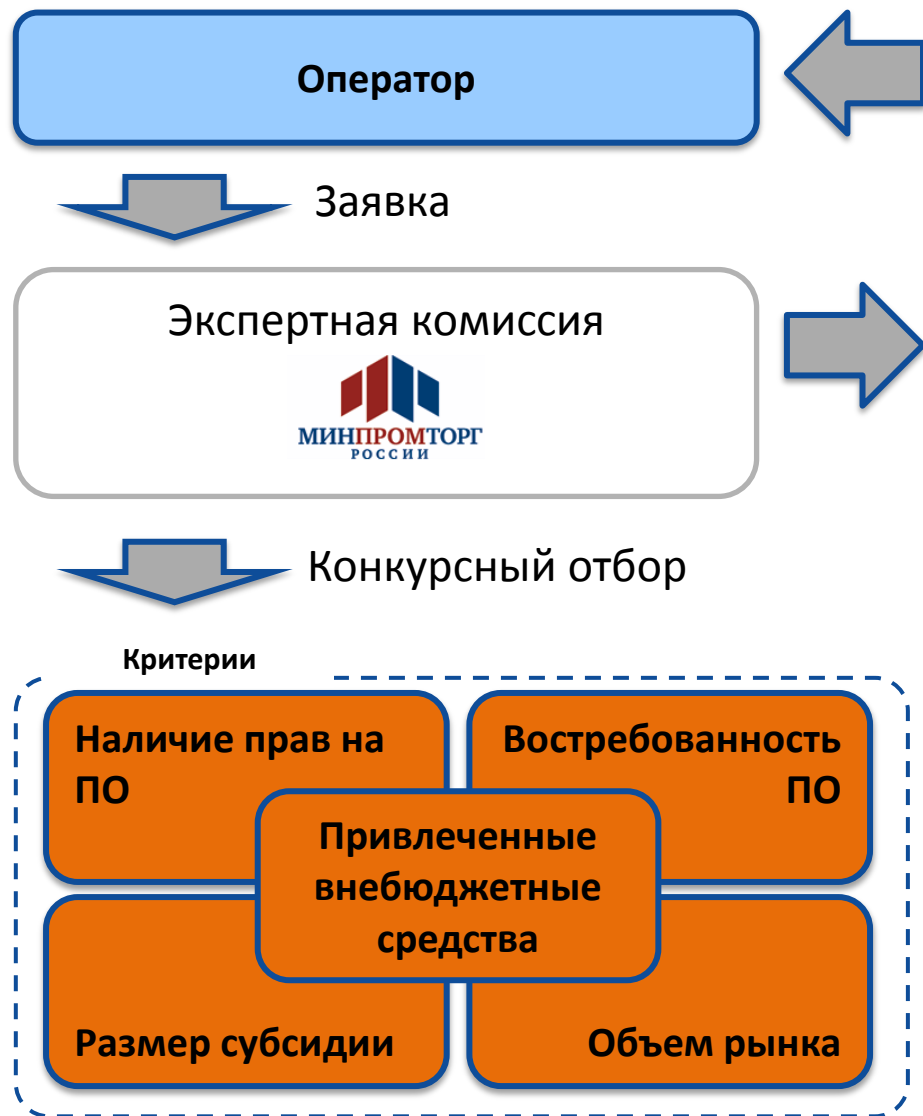 Оператор
Заявка
Экспертная комиссия
МИНПРОМТОРГ
РОССИИ
Конкурсный отбор
Критерии
Наличие прав на
ПО
Востребованность
ПО
Привлеченные
внебюджетные
средства
Размер субсидии
Объем рынка